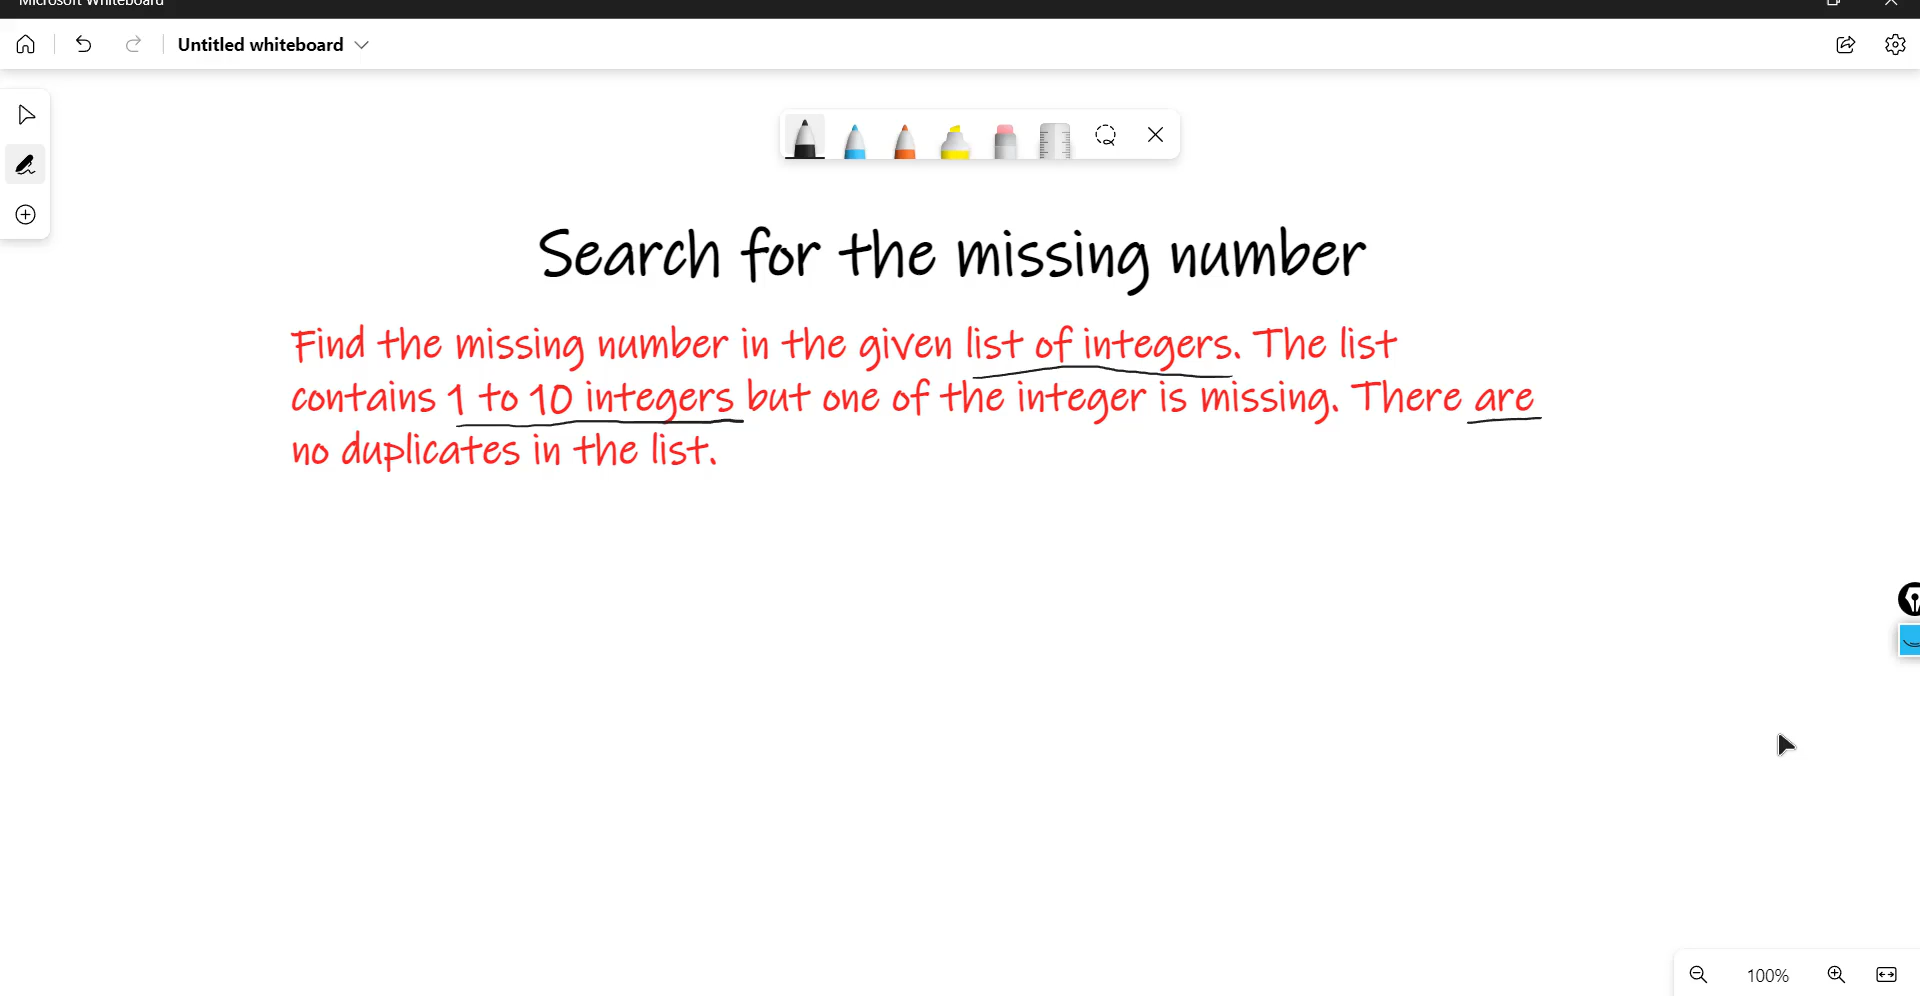 Microsoft Whiteboard
Untitled whiteboard
Search for the missing number
Find the missing number in the given list of integers. The list
contains 1 to 10 integers but one of the integer is missing. There are
no duplicates in the list.
100%